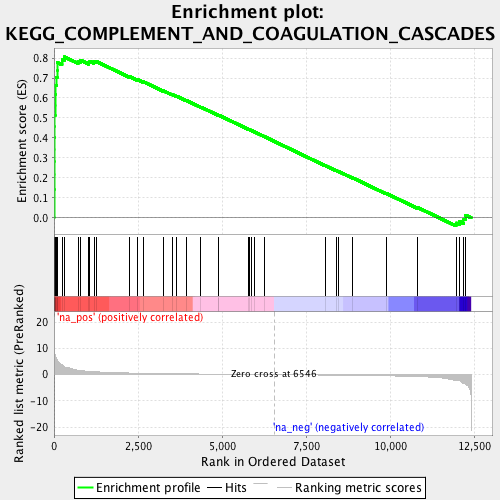 Enrichment plot:
KEGG_COMPLEMENT_AND_COAGULATION_CASCADES
Enrichment score (ES)
0.8
0.7
0.6
0.5
0.4
0.3
0.2
0.1
0.0
'na_pos' (positively correlated)
Ranked list metric (PreRanked)
20
10
0
-10
-20
Zero cross at 6546
'na_neg' (negatively correlated)
0 2,500 5,000 7,500 10,000 12,500
Rank in Ordered Dataset
Enrichment profile Hits Ranking metric scores